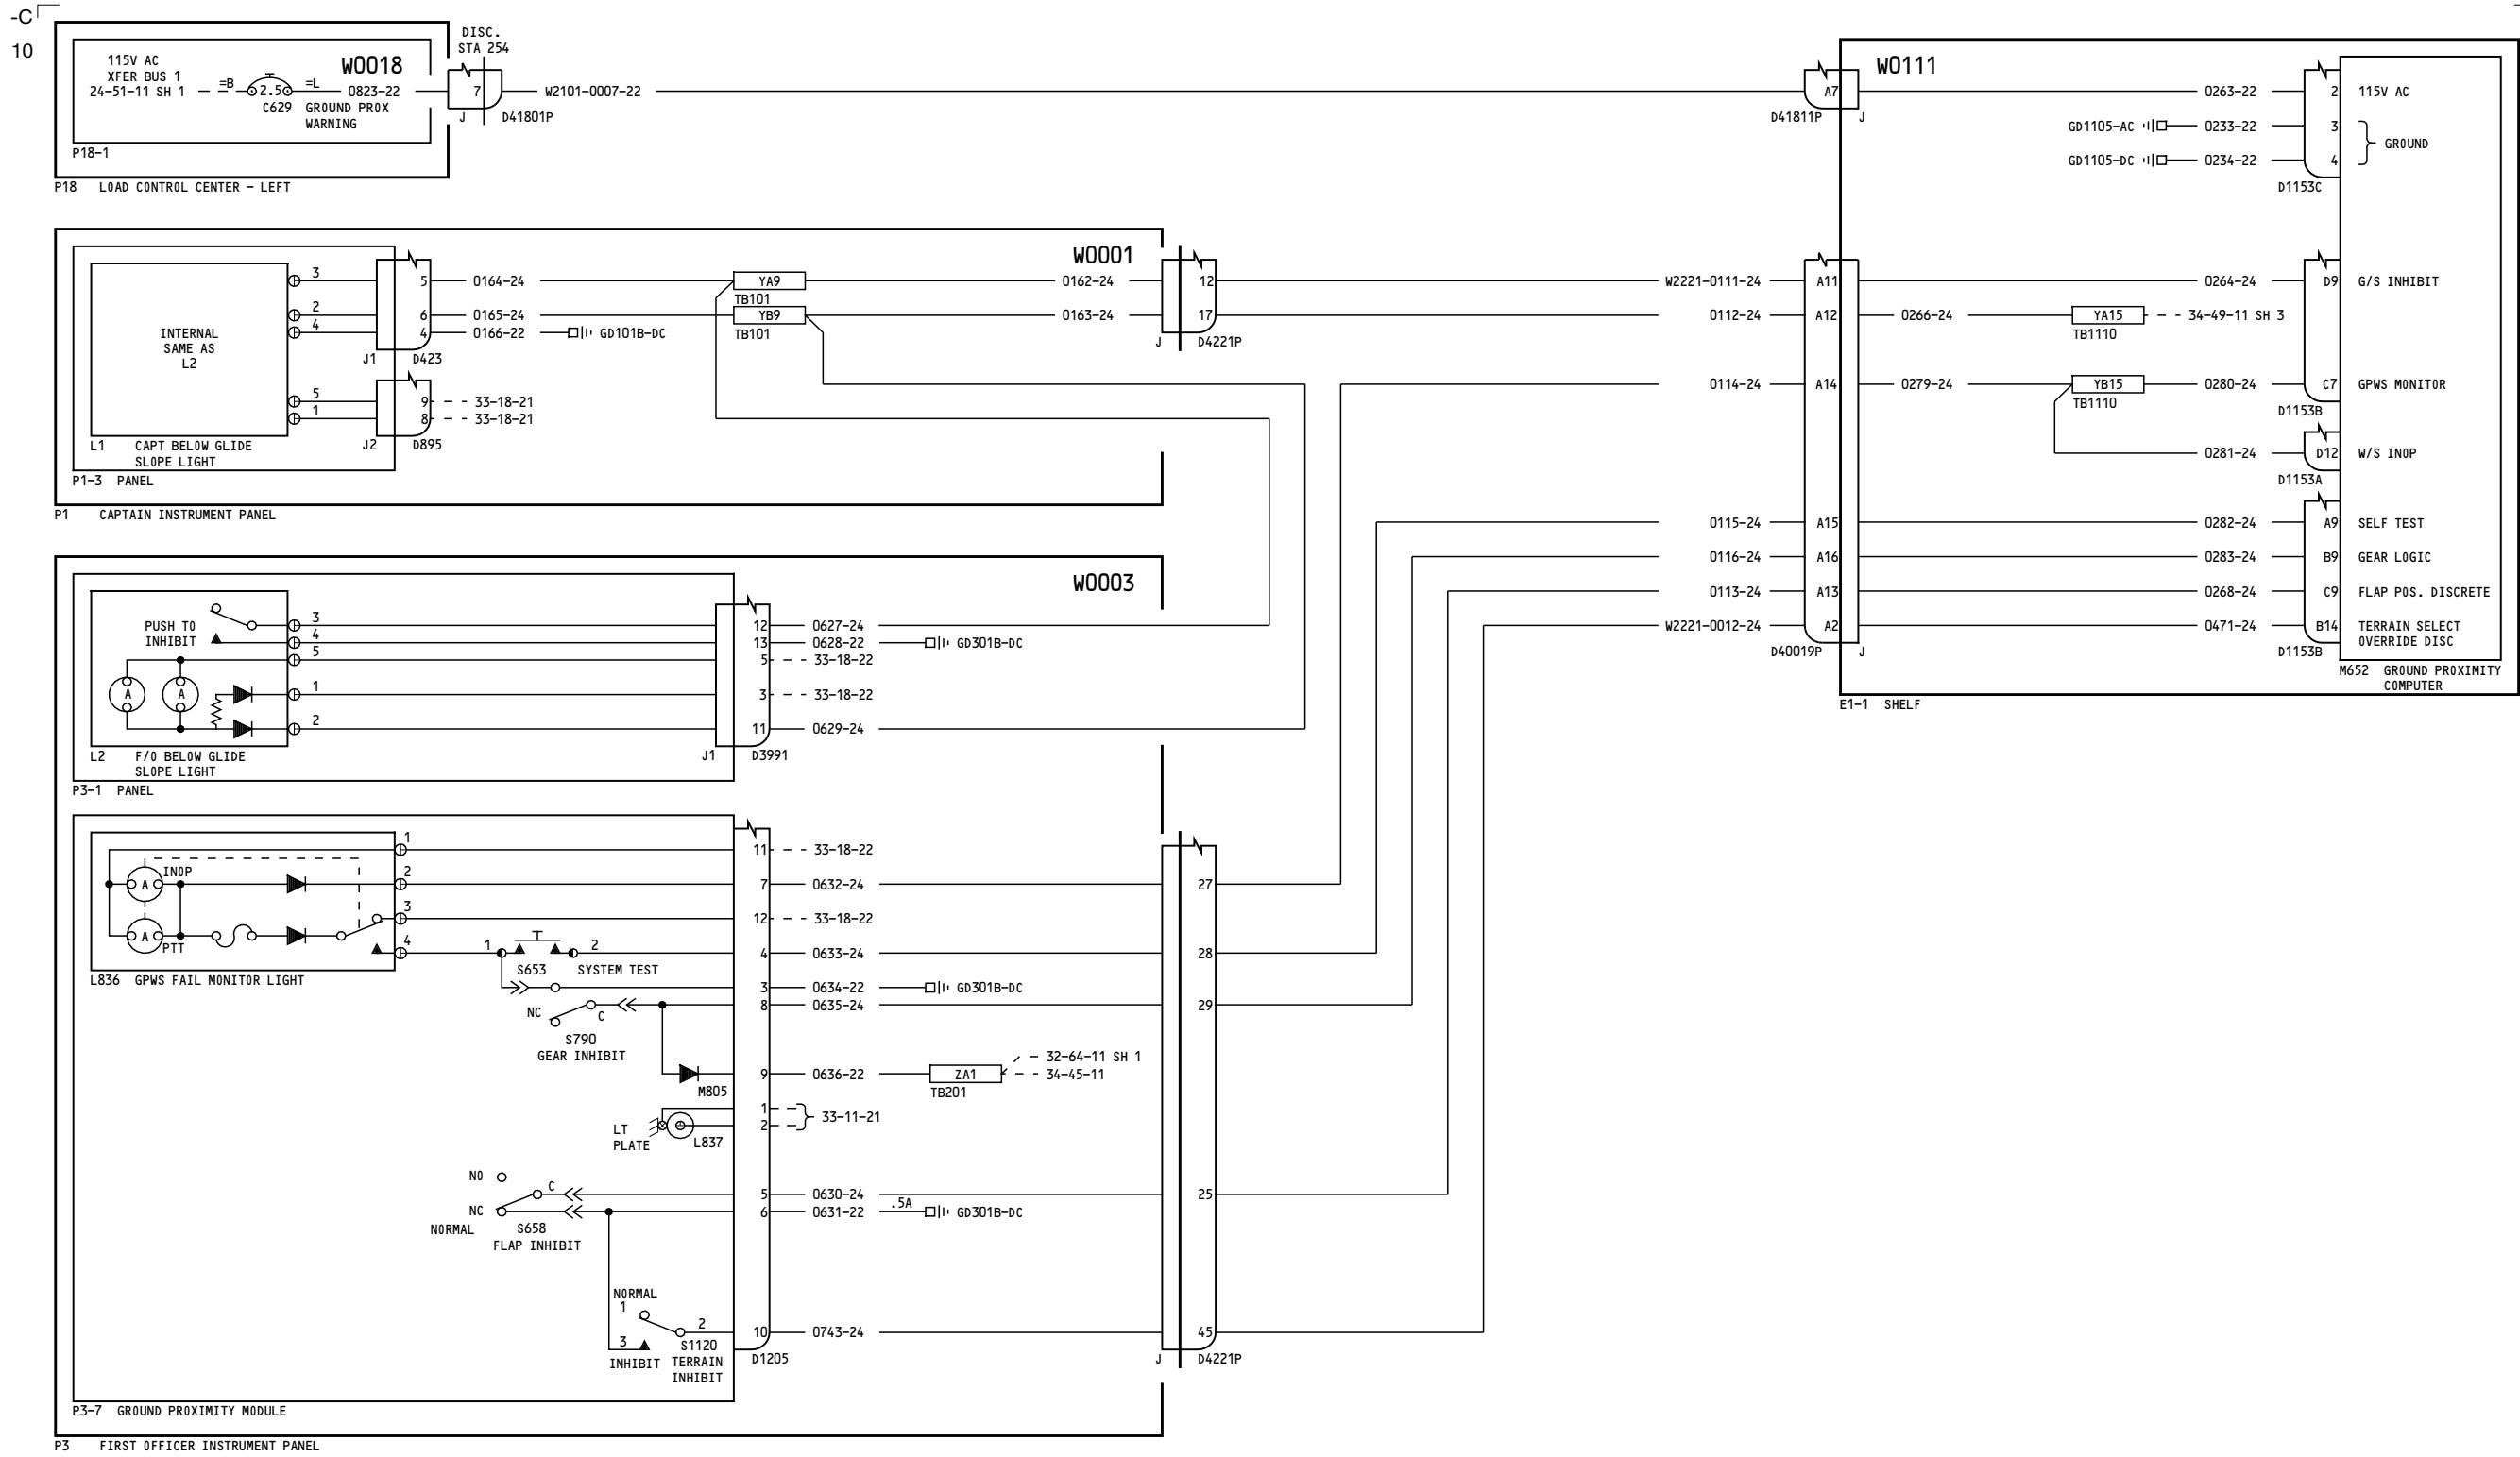 -C
10
DISC.
STA 254
115V AC
XFER BUS 1
24-51-11 SH 1
=B
2.5
=L
W0018
0823-22
C629
GROUND PROX
WARNING
P18-1
P18 LOAD CONTROL CENTER - LEFT
7
J
D41801P
W2101-0007-22
A7
D41811P
J
W0111
0263-22
2
115V AC
GD1105-AC
0233-22
3
GROUND
GD1105-DC
0234-22
4
D1153C
W0001
INTERNAL
SAME AS
L2
3
2
4
5
1
L1 CAPT BELOW GLIDE
SLOPE LIGHT
P1-3 PANEL
P1 CAPTAIN INSTRUMENT PANEL
5
6
4
J1
D423
9
8
J2
D895
33-18-21
33-18-21
0164-24
0165-24
0166-22
GD101B-DC
YA9
TB101
YB9
TB101
0162-24
0163-24
12
17
J
D4221P
W2221-0111-24
A11
0264-24
D9
G/S INHIBIT
0112-24
A12
0266-24
YA15
TB1110
34-49-11 SH 3
0114-24
A14
0279-24
YB15
TB1110
0280-24
C7
GPWS MONITOR
D1153B
0281-24
D12
W/S INOP
D1153A
0115-24
A15
0282-24
A9
SELF TEST
0116-24
A16
0283-24
B9
GEAR LOGIC
0113-24
A13
0268-24
C9
FLAP POS. DISCRETE
W2221-0012-24
A2
0471-24
B14
TERRAIN SELECT
OVERRIDE DISC
D40019P
J
D1153B
M652 GROUND PROXIMITY
COMPUTER
E1-1 SHELF
W0003
PUSH TO
INHIBIT
A
A
3
4
5
1
2
L2 F/O BELOW GLIDE
SLOPE LIGHT
P3-1 PANEL
12
13
5
3
11
J1
D3991
0627-24
0628-22
GD301B-DC
33-18-22
33-18-22
0629-24
INOP
A
A
PTT
1
2
3
4
L836 GPWS FAIL MONITOR LIGHT
1
2
S653
SYSTEM TEST
NC
C
S790
GEAR INHIBIT
M805
LT
PLATE
L837
NO
C
NC
NORMAL
S658
FLAP INHIBIT
NORMAL
1
2
3
S1120
INHIBIT
TERRAIN
INHIBIT
11
33-18-22
7
0632-24
27
12
33-18-22
4
0633-24
28
3
0634-22
GD301B-DC
8
0635-24
29
9
0636-22
ZA1
TB201
32-64-11 SH 1
34-45-11
1
2
33-11-21
5
0630-24
25
6
0631-22
.5A
GD301B-DC
10
0743-24
45
D1205
J
D4221P
P3-7 GROUND PROXIMITY MODULE
P3 FIRST OFFICER INSTRUMENT PANEL